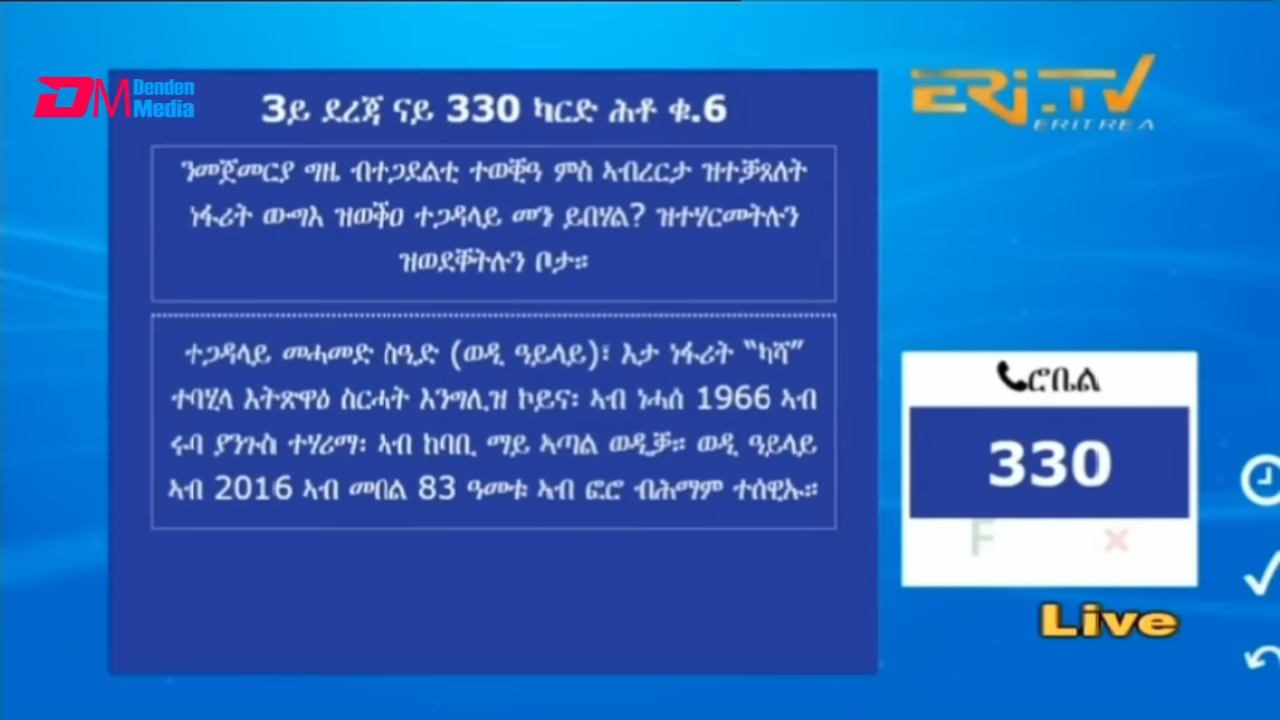 Denden
DM Media
ERi.TV
ERITREA
3ይ ደረጃ ናይ 330 ካርድ ሕቶ ቁ.6
ንመጀመርያ ግዜ ብተጋደልቲ ተወቒዓ ምስ ኣብረርታ ዝተቓጸለት
ነፋሪት ውግእ ዝወቕዐ ተጋዳላይ መን ይበሃል? ዝተሃርመትሉን
ዝወደቐትሉን ቦታ።
ተጋዳላይ መሓመድ ስዒድ (ወዲ ዓይላይ)፣ እታ ነፋሪት “ካሻ”
ተባሂላ እትጽዋዕ ስርሓት እንግሊዝ ኮይና፡ ኣብ ነሓሰ 1966 ኣብ
ሩባ ያንጉስ ተሃሪማ፡ ኣብ ከባቢ ማይ ኣጣል ወዲቓ። ወዲ ዓይላይ
ኣብ 2016 ኣብ መበል 83 ዓመቱ ኣብ ፎሮ ብሕማም ተሰዊኡ።
ሮቤል
330
F ×
Live